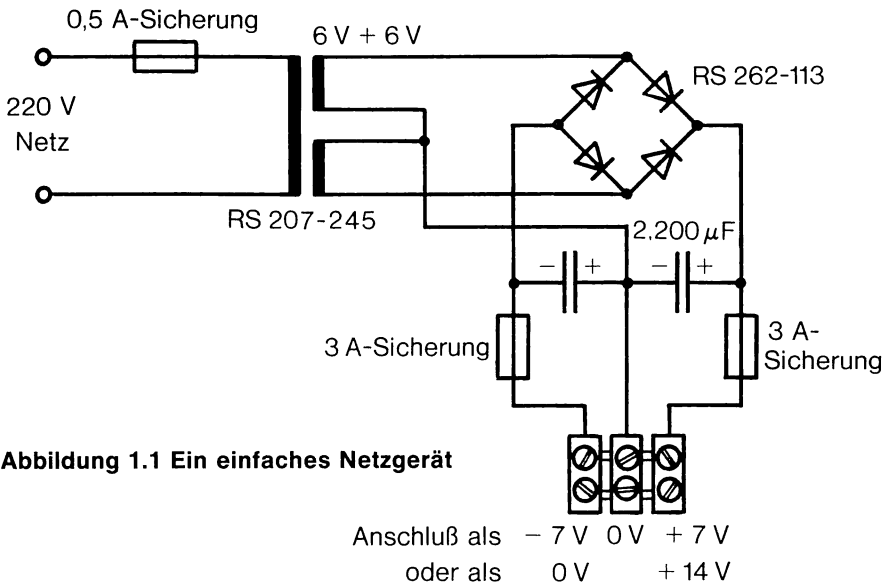 0,5 A-Sicherung
6 V + 6 V
RS 262-113
220 V
Netz
RS 207-245
2,200 µF
− + − +
3 A-Sicherung
3 A-
Sicherung
Abbildung 1.1 Ein einfaches Netzgerät
Anschluß als − 7 V 0 V + 7 V
oder als 0 V + 14 V